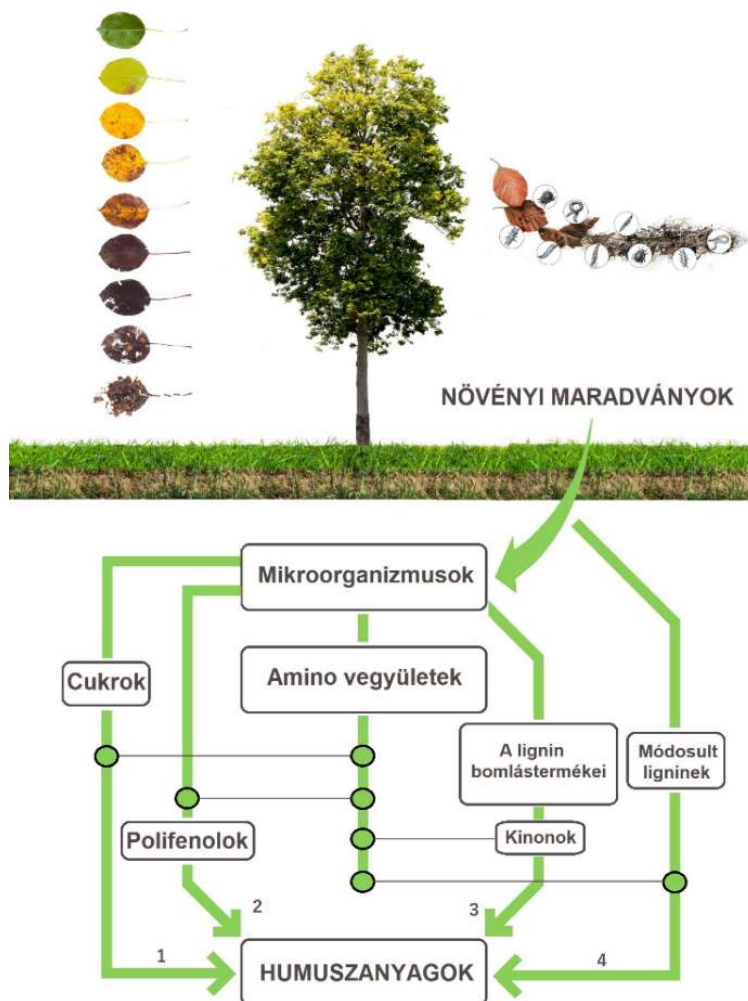 NÖVÉNYI MARADVÁNYOK
Mikroorganizmusok
Cukrok
Amino vegyületek
A lignin
bomlástermékei
Módosult
ligninek
Polifenolok
Kinonok
2
3
1
4
HUMUSZANYAGOK